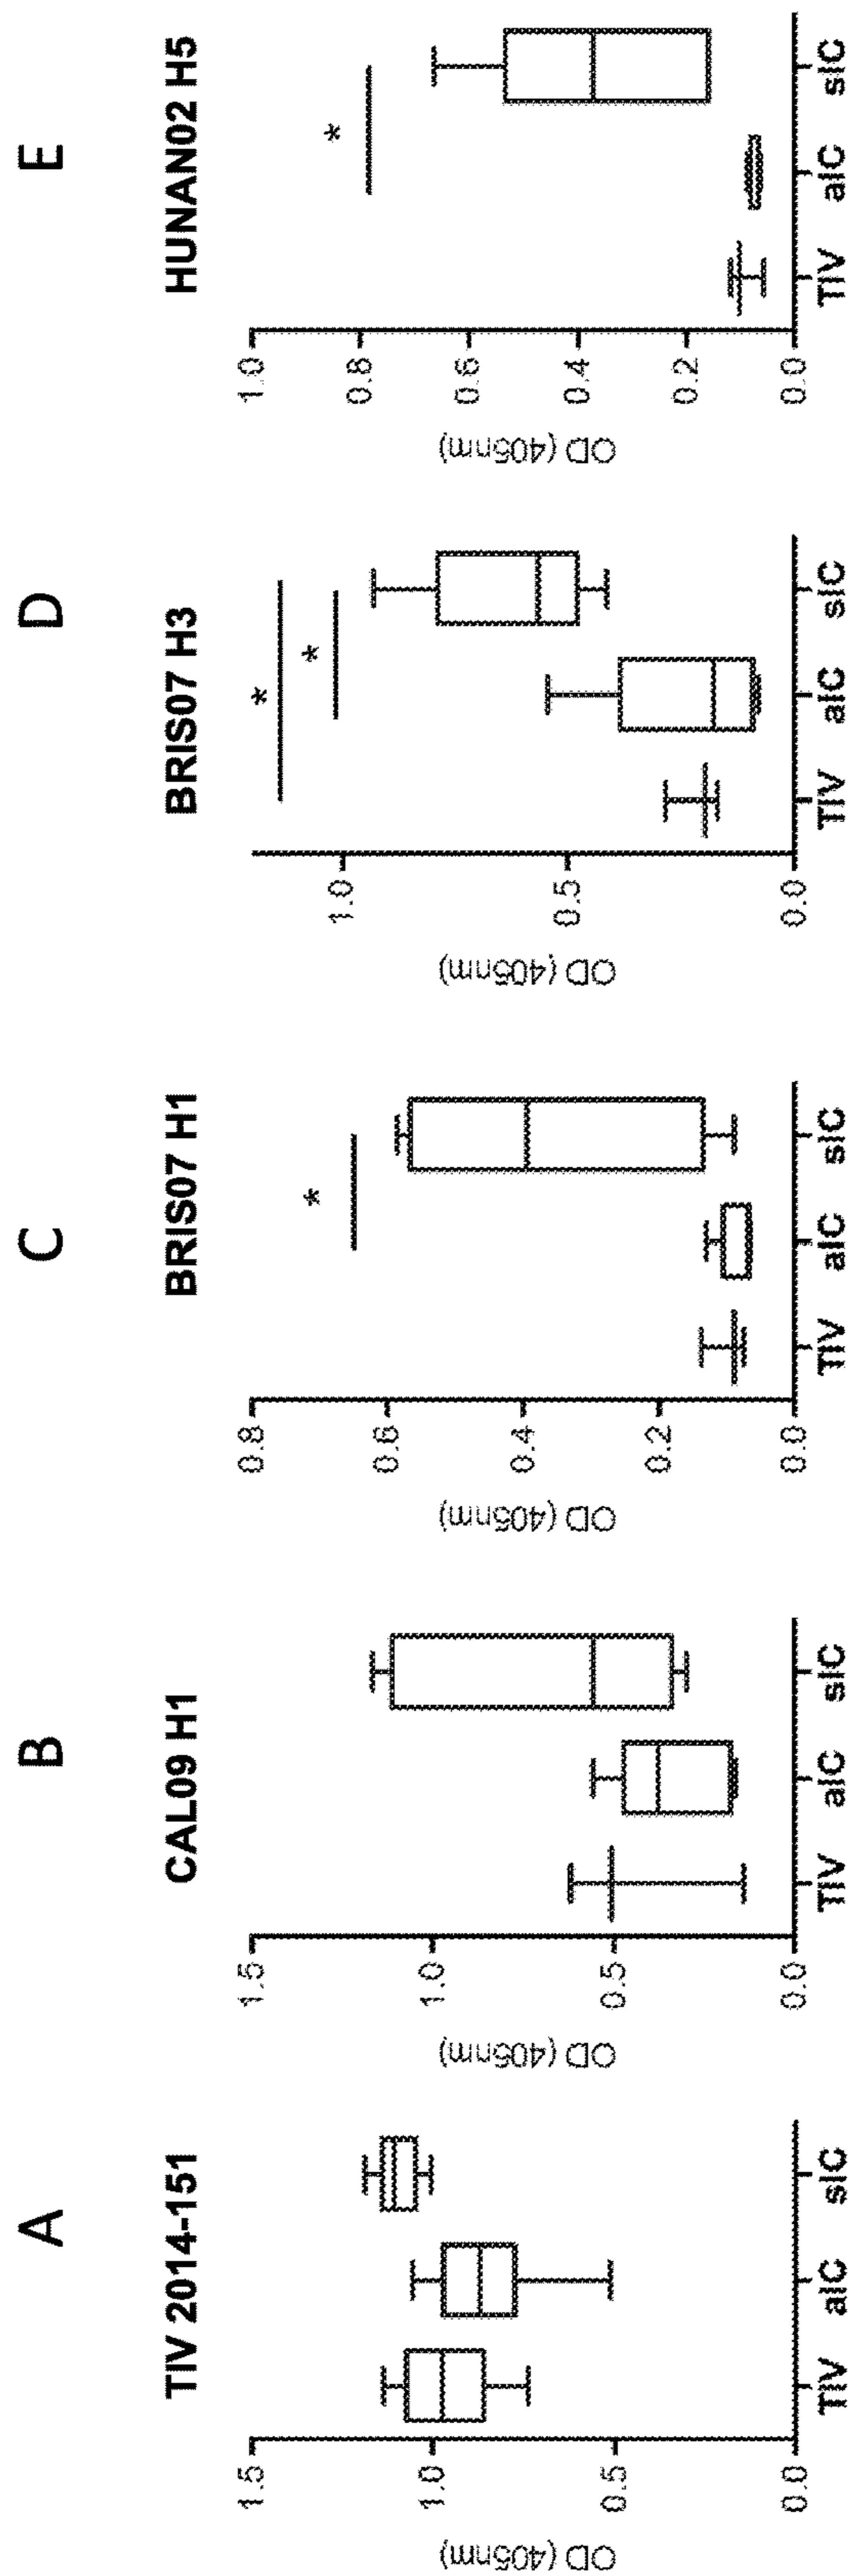 A
TIV 2014-151
OD (405nm)
1.5
1.0
0.5
0.0
TIV aIC sIC
B
CAL09 H1
OD (405nm)
1.5
1.0
0.5
0.0
TIV aIC sIC
C
BRIS07 H1
OD (405nm)
0.8
0.6
0.4
0.2
0.0
*
TIV aIC sIC
D
BRIS07 H3
OD (405nm)
1.0
0.5
0.0
*
*
TIV aIC sIC
E
HUNAN02 H5
OD (405nm)
1.0
0.8
0.6
0.4
0.2
0.0
*
TIV aIC sIC